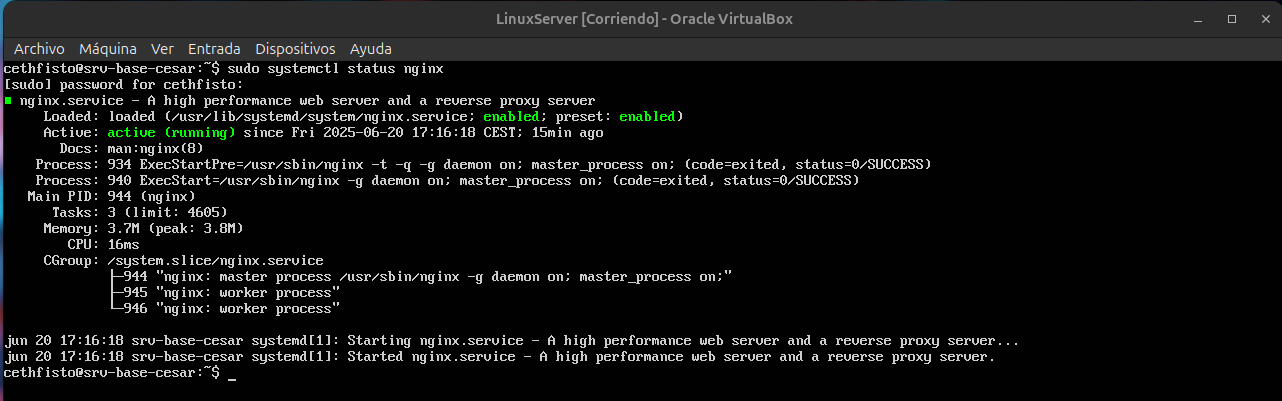 LinuxServer [Corriendo] - Oracle VirtualBox
Archivo Máquina Ver Entrada Dispositivos Ayuda
cethfisto@srv-base-cesar:~$ sudo systemctl status nginx
[sudo] password for cethfisto:
nginx.service - A high performance web server and a reverse proxy server
Loaded: loaded (/usr/lib/systemd/system/nginx.service; enabled; preset: enabled)
Active: active (running) since Fri 2025-06-20 17:16:18 CEST; 15min ago
Docs: man:nginx(8)
Process: 934 ExecStartPre=/usr/sbin/nginx -t -q -g daemon on; master_process on; (code=exited, status=0/SUCCESS)
Process: 940 ExecStart=/usr/sbin/nginx -g daemon on; master_process on; (code=exited, status=0/SUCCESS)
Main PID: 944 (nginx)
Tasks: 3 (limit: 4605)
Memory: 3.7M (peak: 3.8M)
CPU: 16ms
CGroup: /system.slice/nginx.service
├─944 "nginx: master process /usr/sbin/nginx -g daemon on; master_process on;"
├─945 "nginx: worker process"
└─946 "nginx: worker process"
jun 20 17:16:18 srv-base-cesar systemd[1]: Starting nginx.service - A high performance web server and a reverse proxy server...
jun 20 17:16:18 srv-base-cesar systemd[1]: Started nginx.service - A high performance web server and a reverse proxy server.
cethfisto@srv-base-cesar:~$ _